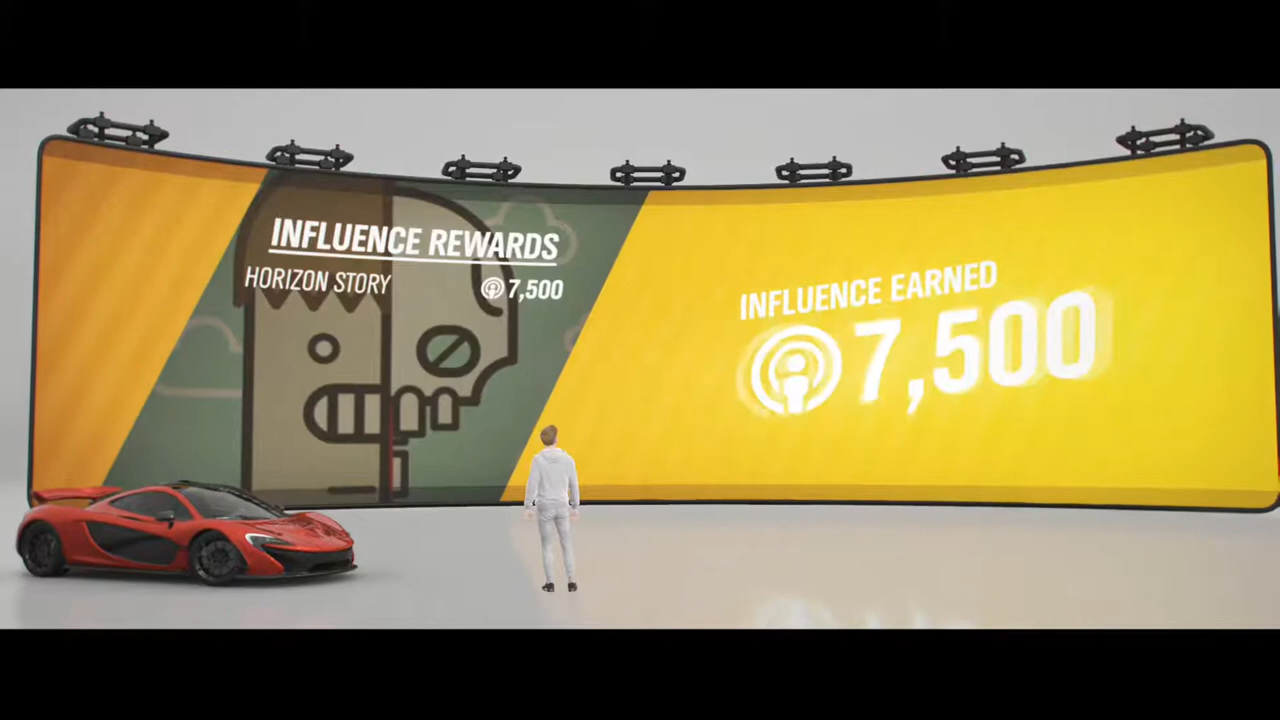 INFLUENCE REWARDS
HORIZON STORY 7,500
INFLUENCE EARNED
7,500